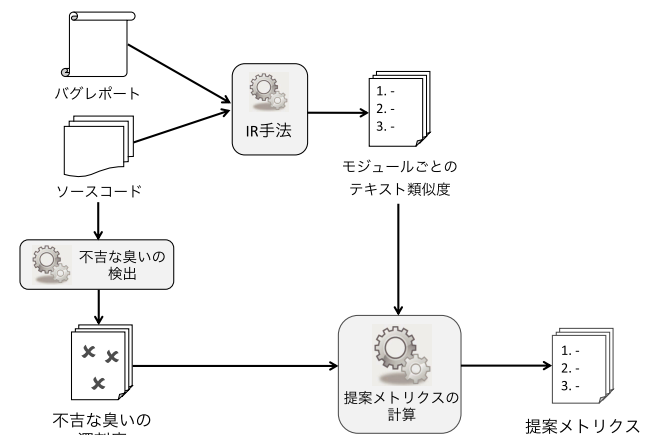 バグレポート
IR手法
1. -
2. -
3. -
モジュールごとの
テキスト類似度
ソースコード
不吉な臭いの
検出
提案メトリクスの
計算
1. -
2. -
3. -
不吉な臭いの
提案メトリクス